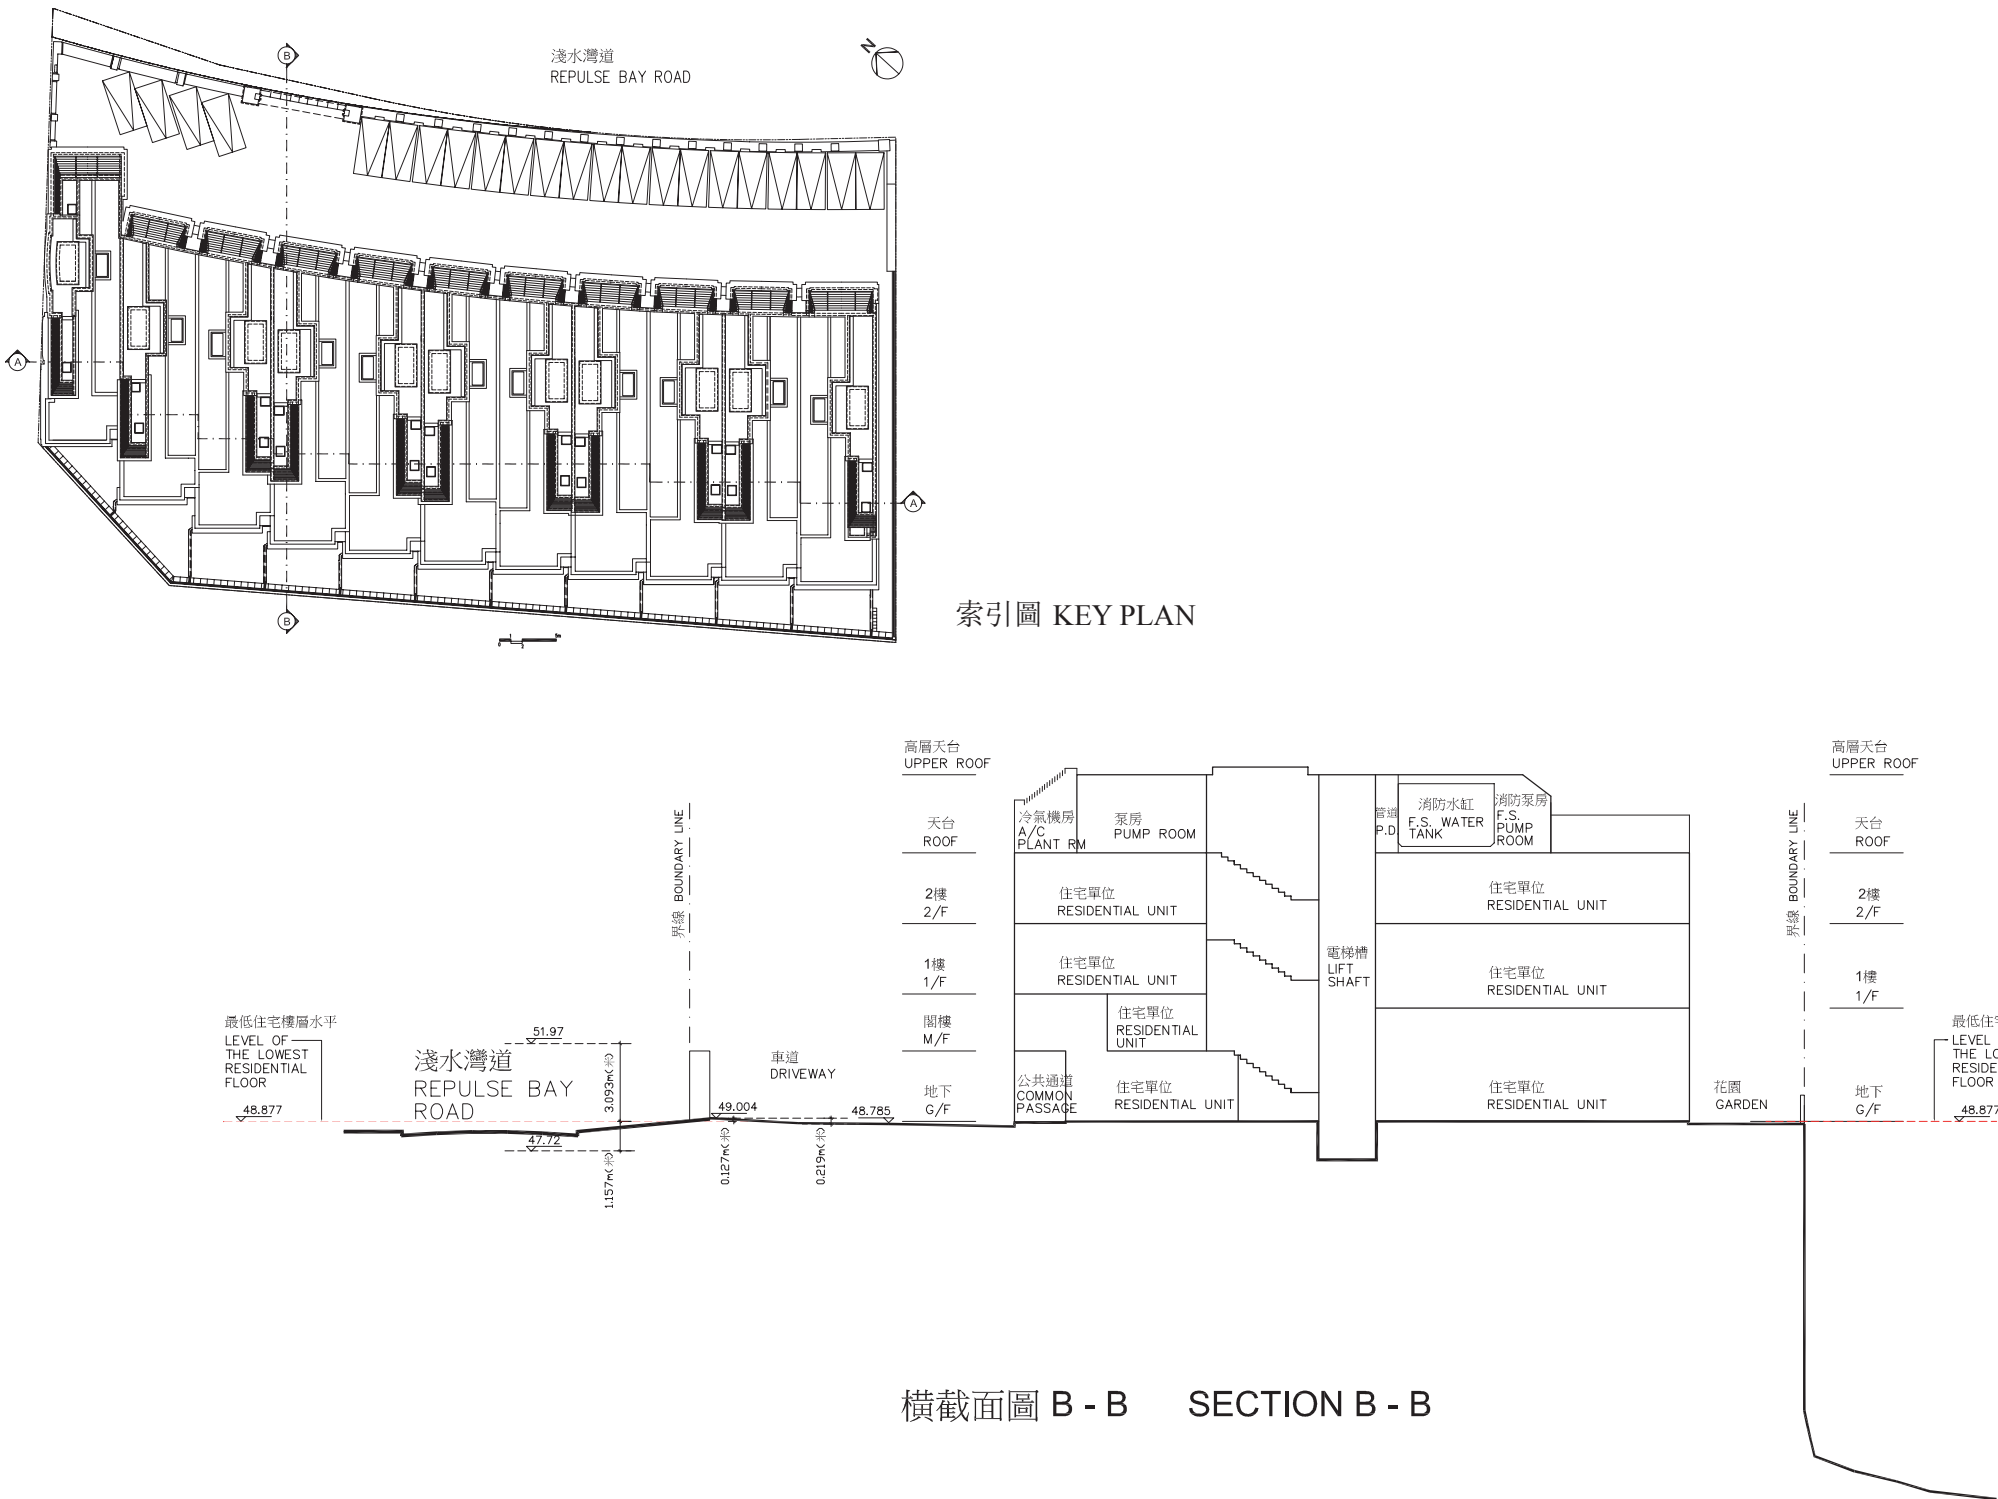 淺水灣道
REPULSE BAY ROAD
N
B
A
A
B
索引圖 KEY PLAN
高層天台
UPPER ROOF
天台
ROOF
2樓
2/F
1樓
1/F
閣樓
M/F
地下
G/F
界線 BOUNDARY LINE
最低住宅樓層水平
LEVEL OF
THE LOWEST
RESIDENTIAL
FLOOR
48.877
淺水灣道
REPULSE BAY
ROAD
51.97
3.093m(米)
47.72
1.157m(米)
49.004
0.127m(米)
車道
DRIVEWAY
48.785
0.219m(米)
冷氣機房
A/C
PLANT RM
泵房
PUMP ROOM
管道
P.D.
消防水缸
F.S. WATER
TANK
消防泵房
F.S.
PUMP
ROOM
住宅單位
RESIDENTIAL UNIT
住宅單位
RESIDENTIAL UNIT
住宅單位
RESIDENTIAL UNIT
住宅單位
RESIDENTIAL UNIT
住宅單位
RESIDENTIAL
UNIT
電梯槽
LIFT
SHAFT
公共通道
COMMON
PASSAGE
住宅單位
RESIDENTIAL UNIT
住宅單位
RESIDENTIAL UNIT
花園
GARDEN
界線 BOUNDARY LINE
高層天台
UPPER ROOF
天台
ROOF
2樓
2/F
1樓
1/F
地下
G/F
最低住
LEVEL
THE LO
RESIDE
FLOOR
48.877
橫截面圖 B - B SECTION B - B